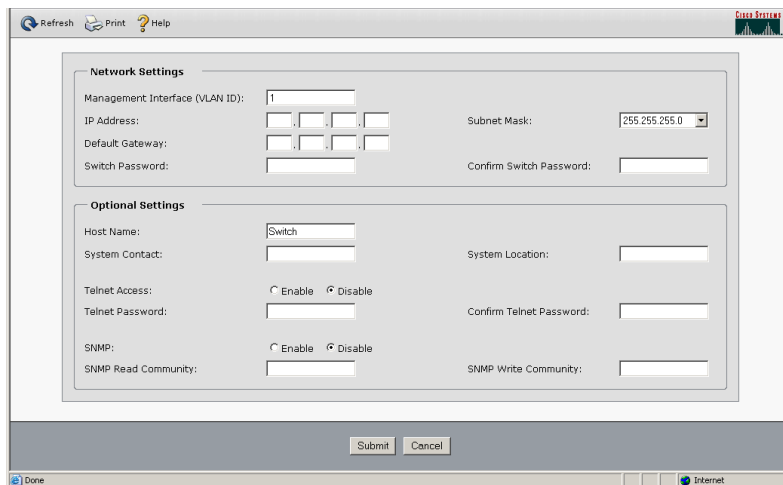 Refresh Print Help
CISCO SYSTEMS
Network Settings
Management Interface (VLAN ID): 1
IP Address: Subnet Mask: 255.255.255.0
Default Gateway:
Switch Password: Confirm Switch Password:
Optional Settings
Host Name: Switch
System Contact: System Location:
Telnet Access: Enable Disable
Telnet Password: Confirm Telnet Password:
SNMP: Enable Disable
SNMP Read Community: SNMP Write Community:
Submit Cancel
Done Internet